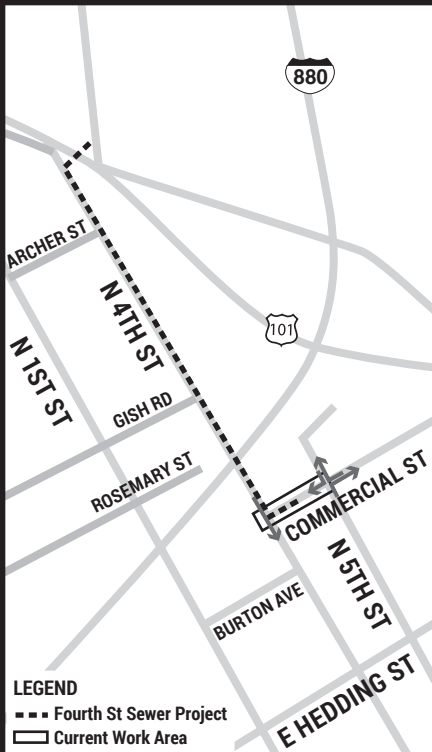 880
ARCHER ST
N 4TH ST
101
N 1ST ST
GISH RD
ROSEMARY ST
COMMERCIAL ST
N 5TH ST
BURTON AVE
E HEDDING ST
LEGEND
Fourth St Sewer Project
Current Work Area